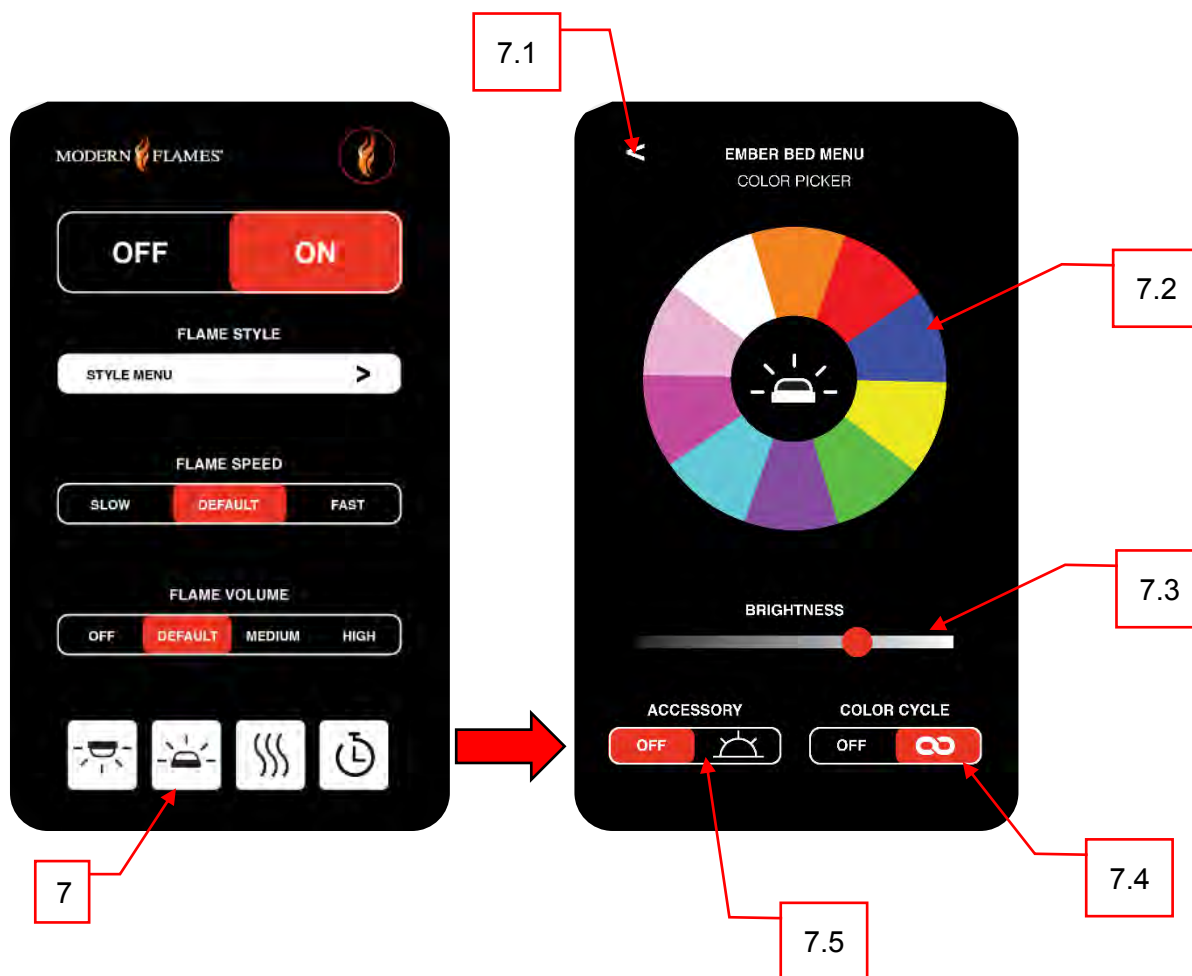 7.1
MODERN FLAMES
OFF ON
FLAME STYLE
STYLE MENU >
FLAME SPEED
SLOW DEFAULT FAST
FLAME VOLUME
OFF DEFAULT MEDIUM HIGH
7
<
EMBER BED MENU
COLOR PICKER
7.2
7.3
BRIGHTNESS
ACCESSORY COLOR CYCLE
OFF OFF
7.4
7.5